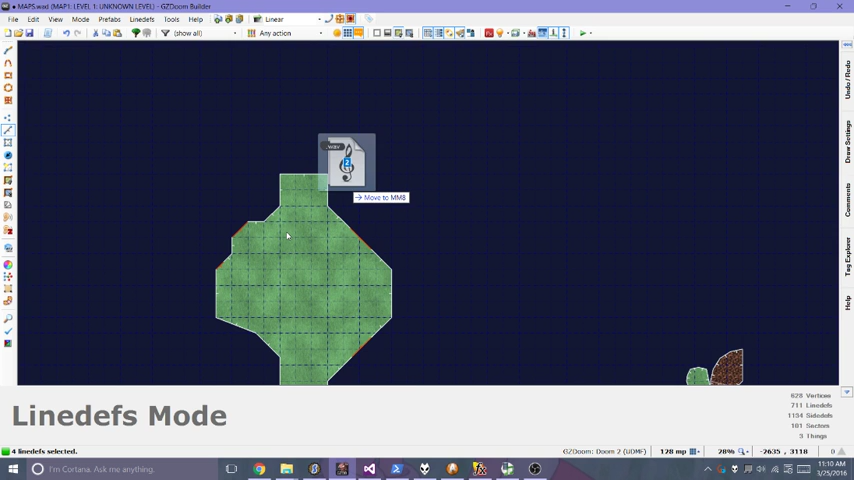 ● MAPS.wad (MAP1: LEVEL 1: UNKNOWN LEVEL) - GZDoom Builder
File Edit View Mode Prefabs Linedefs Tools Help Linear
(show all) Any action
Undo / Redo
Draw Settings
Comments
Tag Explorer
Help
.wav
2
→ Move to MM8
Linedefs Mode
628 Vertices
711 Linedefs
1134 Sidedefs
101 Sectors
3 Things
4 linedefs selected.
GZDoom: Doom 2 (UDMF) 128 mp 28% -2635 , 3118 0
I'm Cortana. Ask me anything.
11:10 AM
3/25/2016